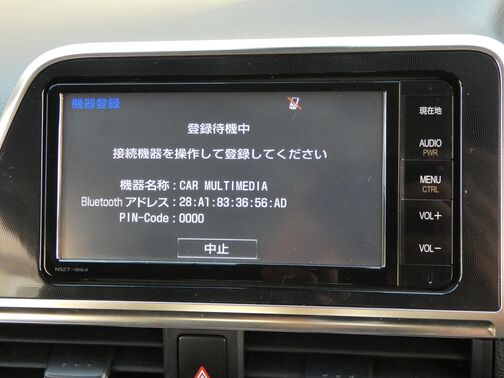 機器登録
登録待機中
接続機器を操作して登録してください
機器名称 : CAR MULTIMEDIA
Bluetooth アドレス : 28:A1:83:36:56:AD
PIN-Code : 0000
中止
NSZT-W64
現在地
AUDIO
PWR
MENU
CTRL
VOL+
VOL−